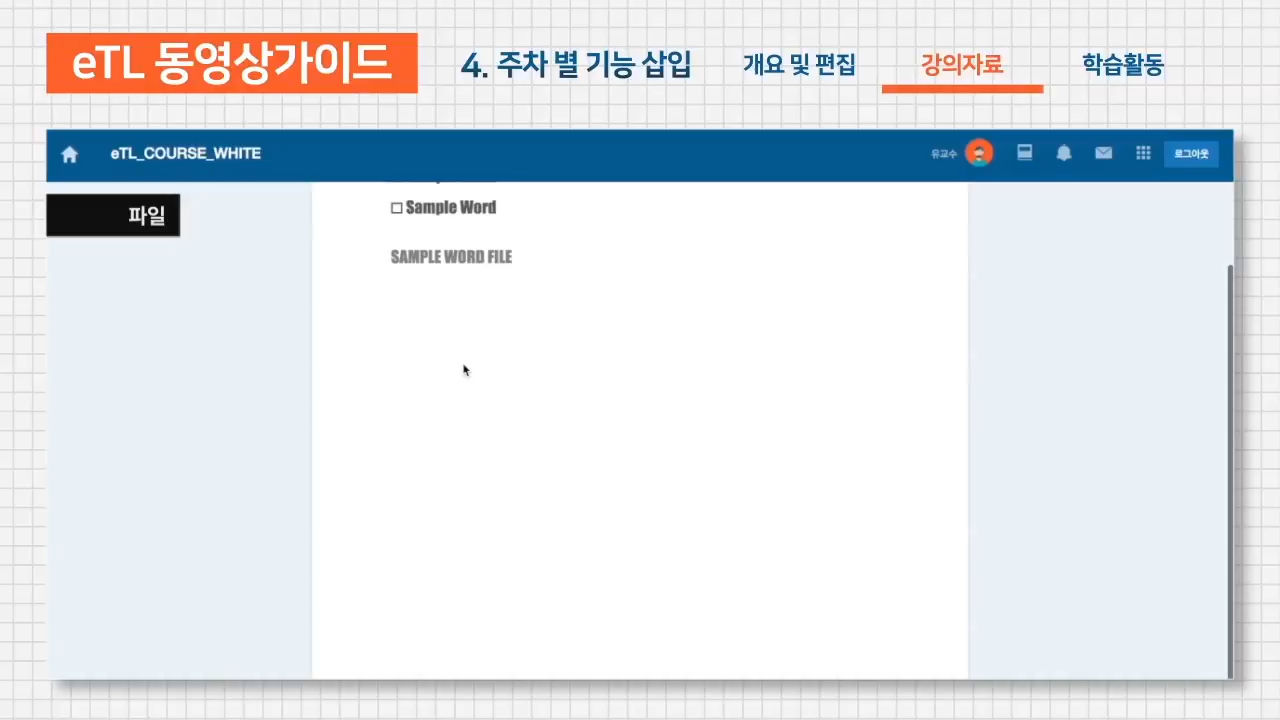 eTL 동영상가이드
4. 주차 별 기능 삽입
개요 및 편집
강의자료
학습활동
eTL_COURSE_WHITE
유교수
로그아웃
파일
Sample Word
SAMPLE WORD FILE